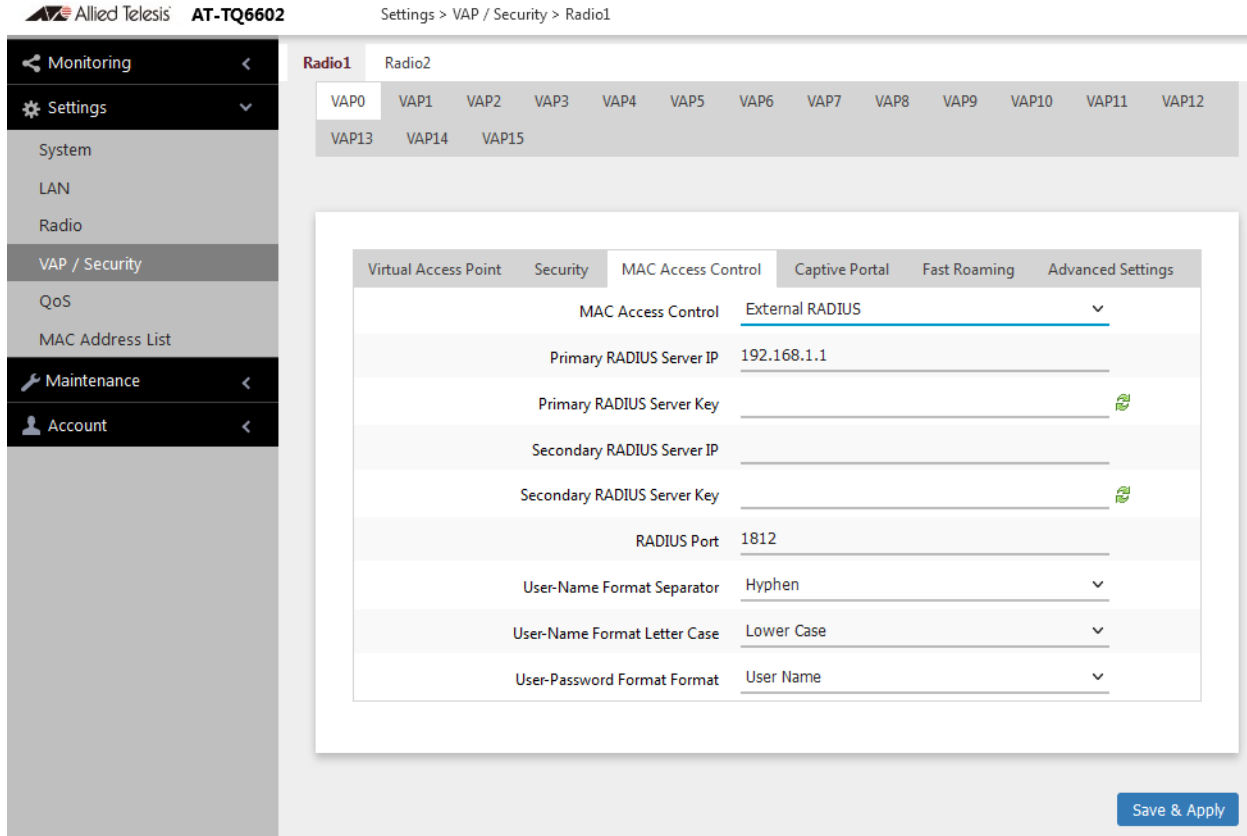 Allied Telesis AT-TQ6602 Settings > VAP / Security > Radio1
Monitoring
Settings
System
LAN
Radio
VAP / Security
QoS
MAC Address List
Maintenance
Account
Radio1 Radio2
VAP0 VAP1 VAP2 VAP3 VAP4 VAP5 VAP6 VAP7 VAP8 VAP9 VAP10 VAP11 VAP12
VAP13 VAP14 VAP15
Virtual Access Point Security MAC Access Control Captive Portal Fast Roaming Advanced Settings
MAC Access Control External RADIUS
Primary RADIUS Server IP 192.168.1.1
Primary RADIUS Server Key
Secondary RADIUS Server IP
Secondary RADIUS Server Key
RADIUS Port 1812
User-Name Format Separator Hyphen
User-Name Format Letter Case Lower Case
User-Password Format Format User Name
Save & Apply